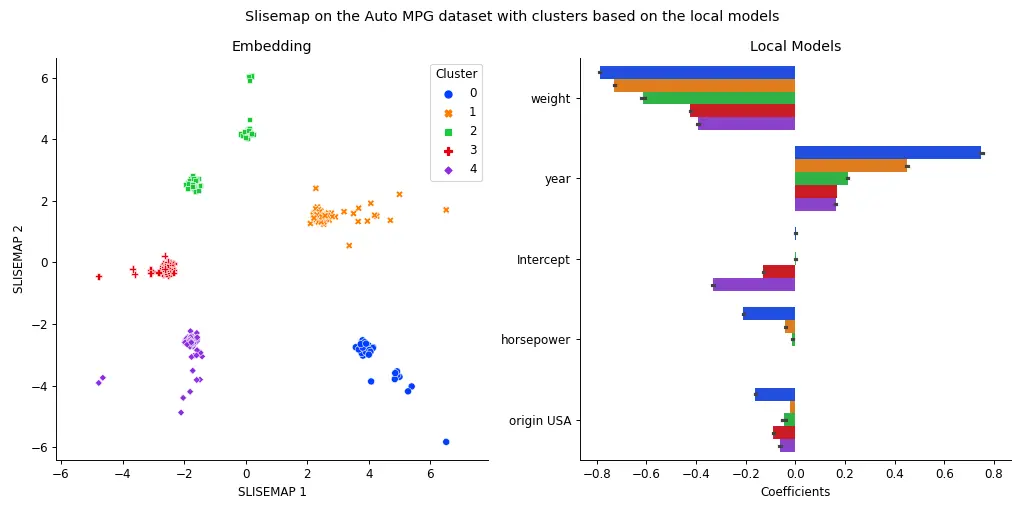 Slisemap on the Auto MPG dataset with clusters based on the local models
Embedding
Cluster
0
1
2
3
4
6
4
2
0
−2
−4
−6
SLISEMAP 2
−6
−4
−2
0
2
4
6
SLISEMAP 1
Local Models
weight
year
Intercept
horsepower
origin USA
−0.8
−0.6
−0.4
−0.2
0.0
0.2
0.4
0.6
0.8
Coefficients